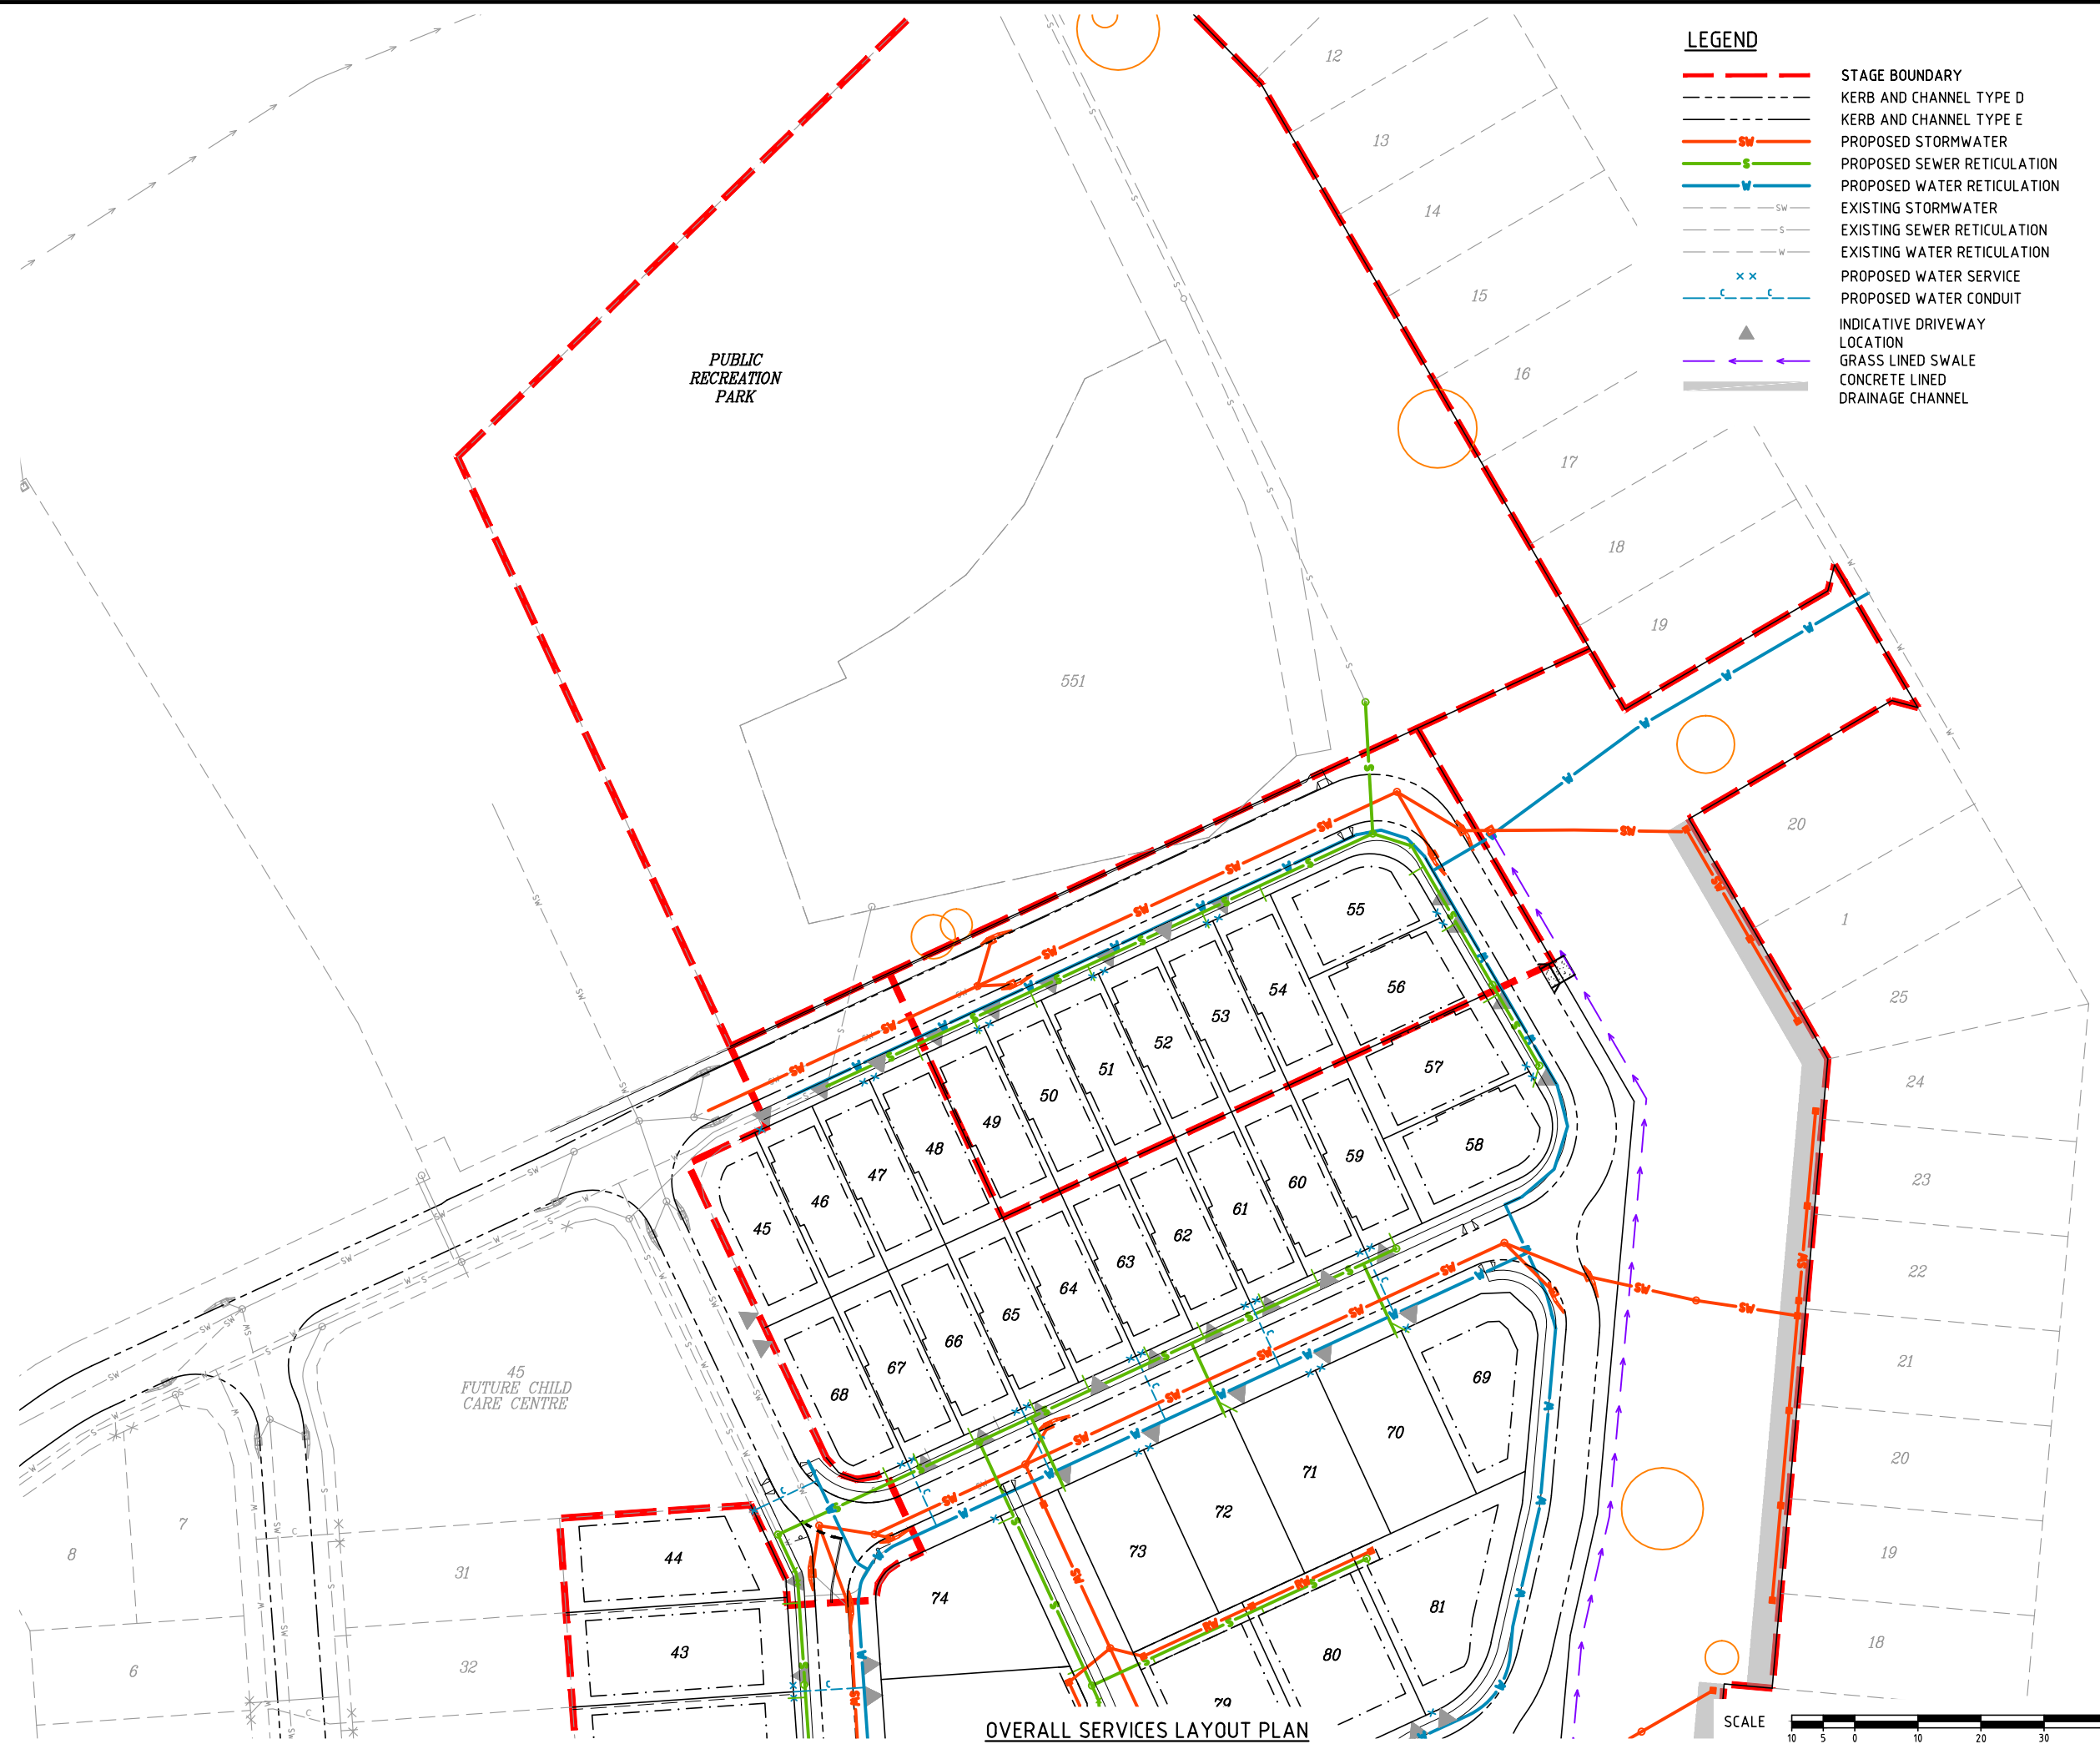 LEGEND
STAGE BOUNDARY
KERB AND CHANNEL TYPE D
KERB AND CHANNEL TYPE E
SW PROPOSED STORMWATER
S PROPOSED SEWER RETICULATION
W PROPOSED WATER RETICULATION
SW EXISTING STORMWATER
S EXISTING SEWER RETICULATION
W EXISTING WATER RETICULATION
PROPOSED WATER SERVICE
C C PROPOSED WATER CONDUIT
INDICATIVE DRIVEWAY
LOCATION
GRASS LINED SWALE
CONCRETE LINED
DRAINAGE CHANNEL
12
13
14
15
16
17
18
19
20
1
25
24
23
22
21
20
19
18
PUBLIC
RECREATION
PARK
551
55
56
57
58
54
53
52
51
50
49
48
47
46
45
59
60
61
62
63
64
65
66
67
68
69
70
71
72
73
74
81
80
79
44
43
45
FUTURE CHILD
CARE CENTRE
7
8
6
31
32
OVERALL SERVICES LAYOUT PLAN
SCALE
10 5 0 10 20 30